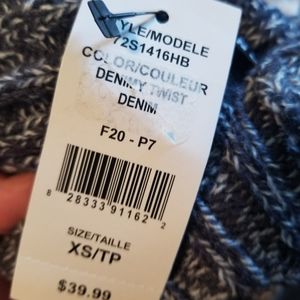 STYLE/MODELE
72S1416HB
COLOR/COULEUR
DENIMY TWIST
DENIM
F20 - P7
8 28333 91162 2
SIZE/TAILLE
XS/TP
$39.99